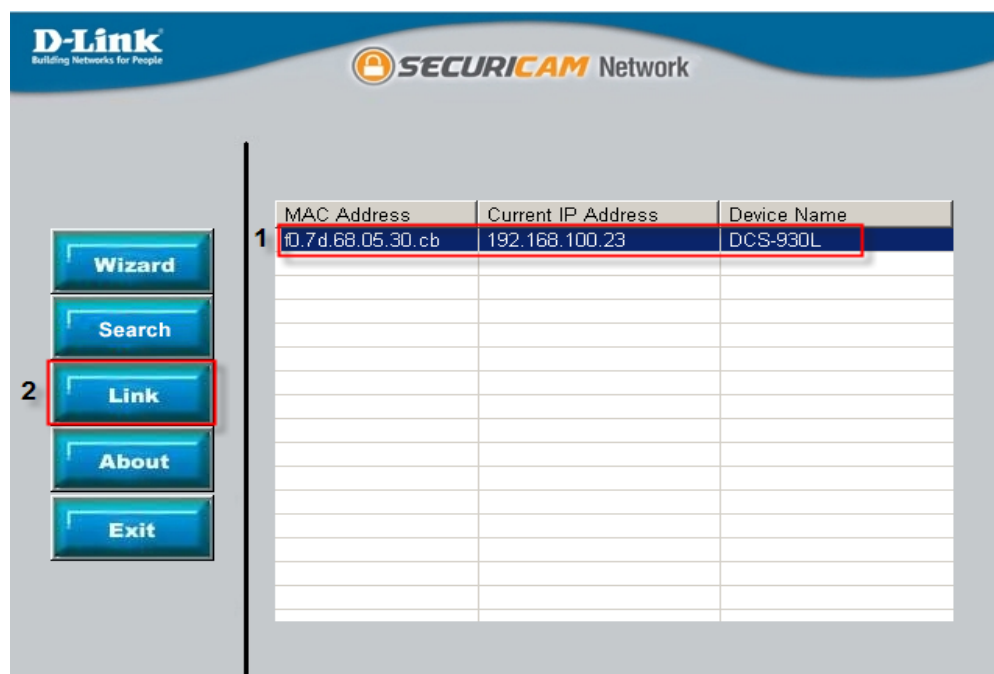 D-Link
Building Networks for People
SECURICAM Network
MAC Address Current IP Address Device Name
1 f0.7d.68.05.30.cb 192.168.100.23 DCS-930L
Wizard
Search
2 Link
About
Exit